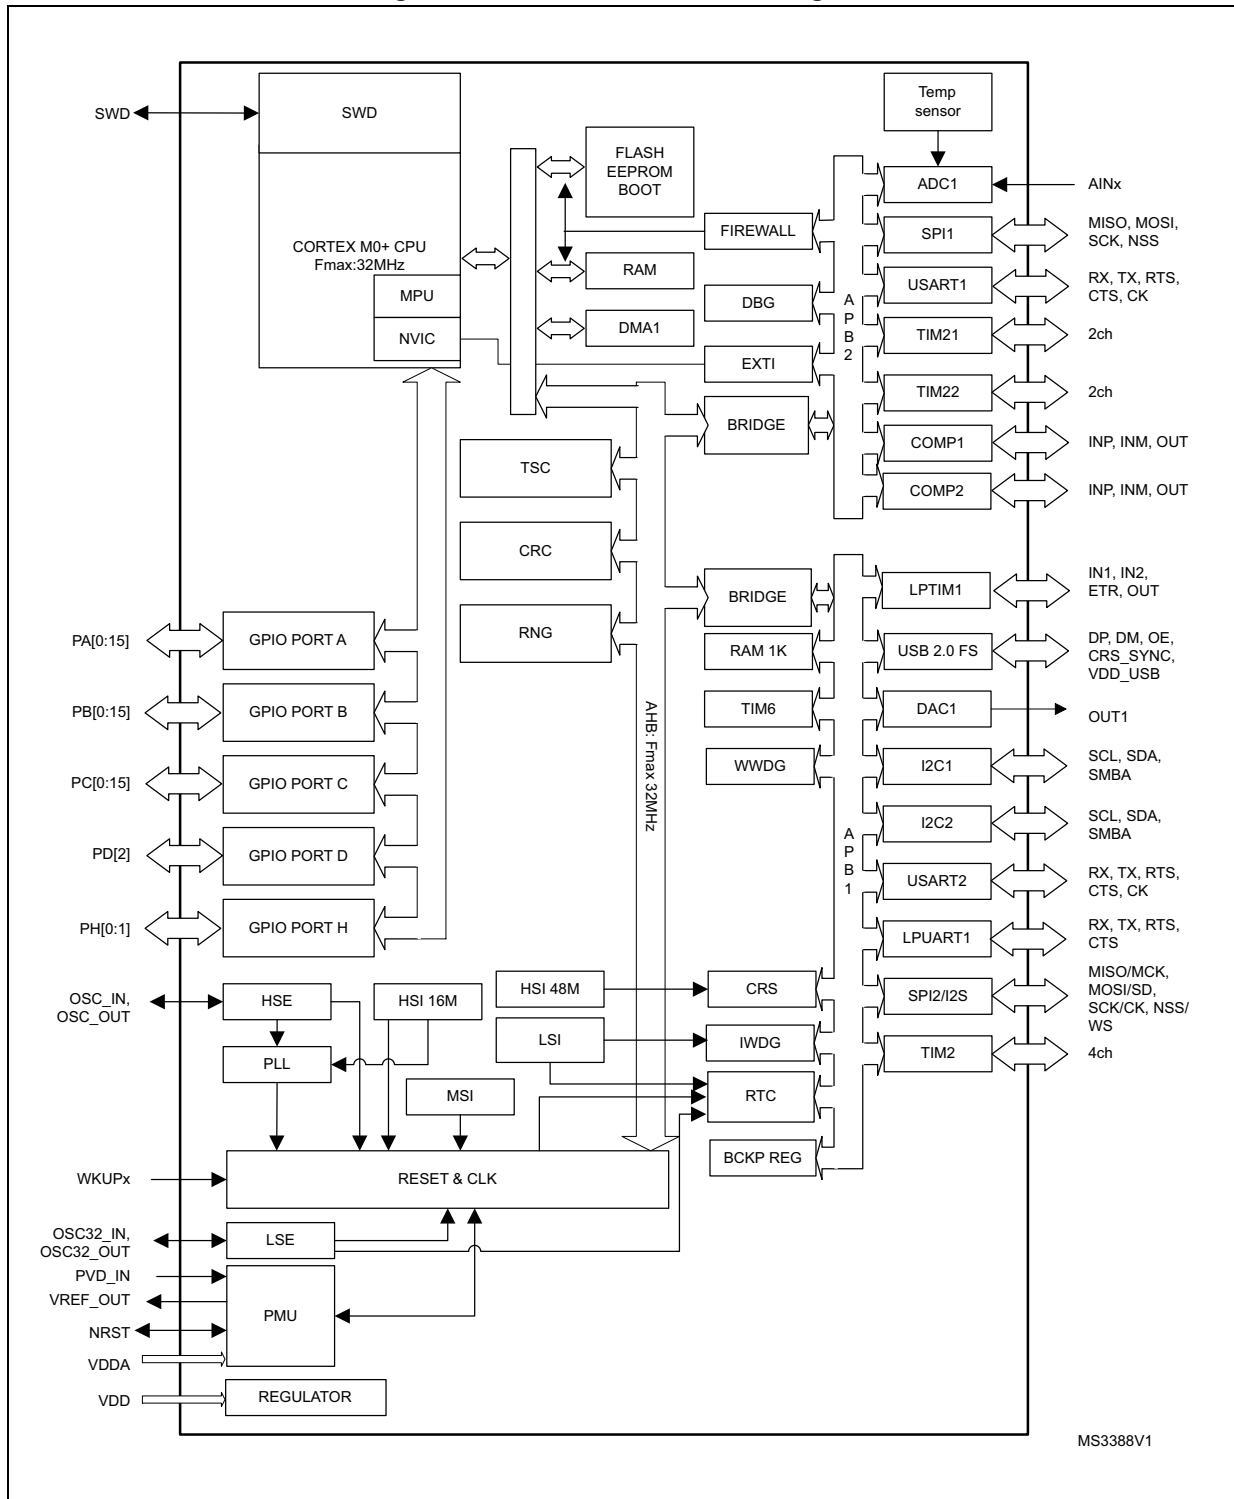 SWD
SWD
CORTEX M0+ CPU
Fmax:32MHz
MPU
NVIC
FLASH
EEPROM
BOOT
RAM
DMA1
FIREWALL
DBG
EXTI
BRIDGE
A
P
B
2
Temp
sensor
ADC1
AINx
SPI1
MISO, MOSI,
SCK, NSS
USART1
RX, TX, RTS,
CTS, CK
TIM21
2ch
TIM22
2ch
COMP1
INP, INM, OUT
COMP2
INP, INM, OUT
TSC
CRC
RNG
AHB: Fmax 32MHz
BRIDGE
RAM 1K
TIM6
WWDG
A
P
B
1
LPTIM1
IN1, IN2,
ETR, OUT
USB 2.0 FS
DP, DM, OE,
CRS_SYNC,
VDD_USB
DAC1
OUT1
I2C1
SCL, SDA,
SMBA
I2C2
SCL, SDA,
SMBA
USART2
RX, TX, RTS,
CTS, CK
LPUART1
RX, TX, RTS,
CTS
SPI2/I2S
MISO/MCK,
MOSI/SD,
SCK/CK, NSS/
WS
TIM2
4ch
PA[0:15]
GPIO PORT A
PB[0:15]
GPIO PORT B
PC[0:15]
GPIO PORT C
PD[2]
GPIO PORT D
PH[0:1]
GPIO PORT H
OSC_IN,
OSC_OUT
HSE
HSI 16M
PLL
MSI
HSI 48M
CRS
LSI
IWDG
RTC
BCKP REG
WKUPx
RESET & CLK
OSC32_IN,
OSC32_OUT
LSE
PVD_IN
VREF_OUT
NRST
VDDA
PMU
VDD
REGULATOR
MS3388V1